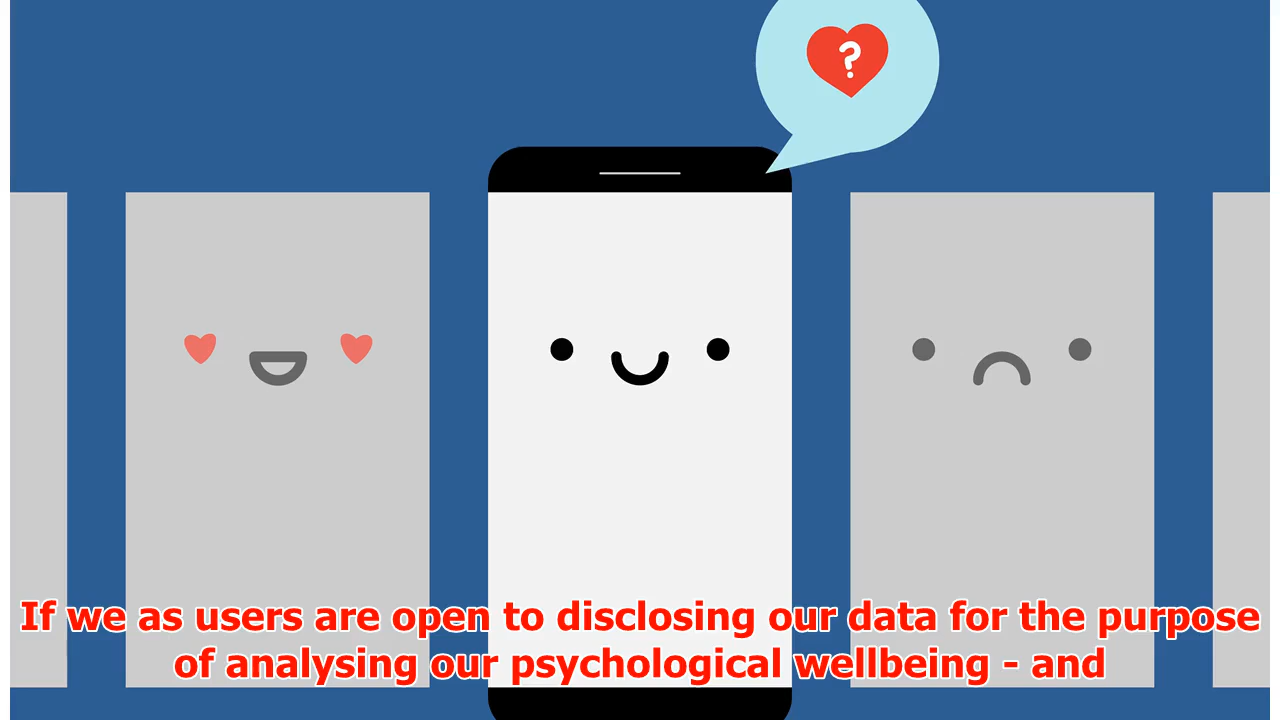 ?
If we as users are open to disclosing our data for the purpose
of analysing our psychological wellbeing - and